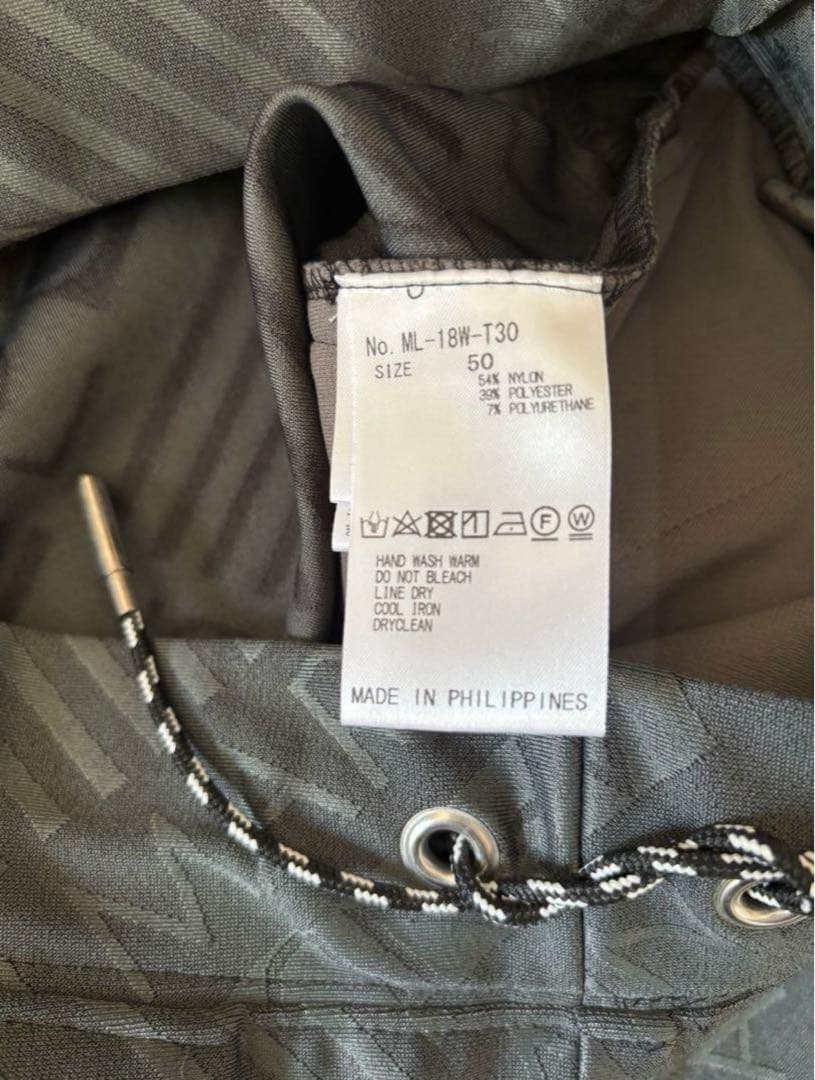 No. ML-18W-T30
SIZE 50
54% NYLON
39% POLYESTER
7% POLYURETHANE
F W
HAND WASH WARM
DO NOT BLEACH
LINE DRY
COOL IRON
DRYCLEAN
MADE IN PHILIPPINES